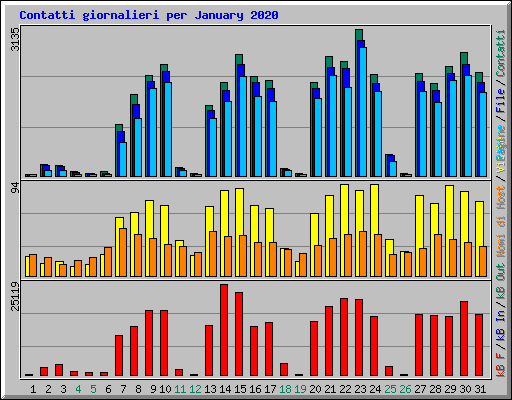 Contatti giornalieri per January 2020
3135
94
25119
1 2 3 4 5 6 7 8 9 10 11 12 13 14 15 16 17 18 19 20 21 22 23 24 25 26 27 28 29 30 31
kB F / kB In / kB Out Nomi di Host / Pagine / File / Contatti